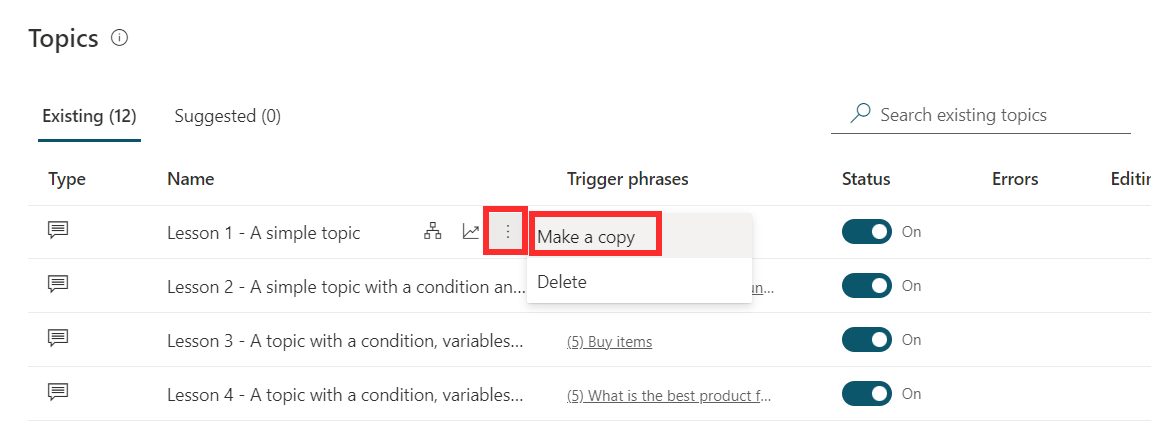 Topics
Existing (12) Suggested (0) Search existing topics
Type Name Trigger phrases Status Errors Editin
Lesson 1 - A simple topic Make a copy On
Lesson 2 - A simple topic with a condition an... Delete un... On
Lesson 3 - A topic with a condition, variables... (5) Buy items On
Lesson 4 - A topic with a condition, variables... (5) What is the best product f... On